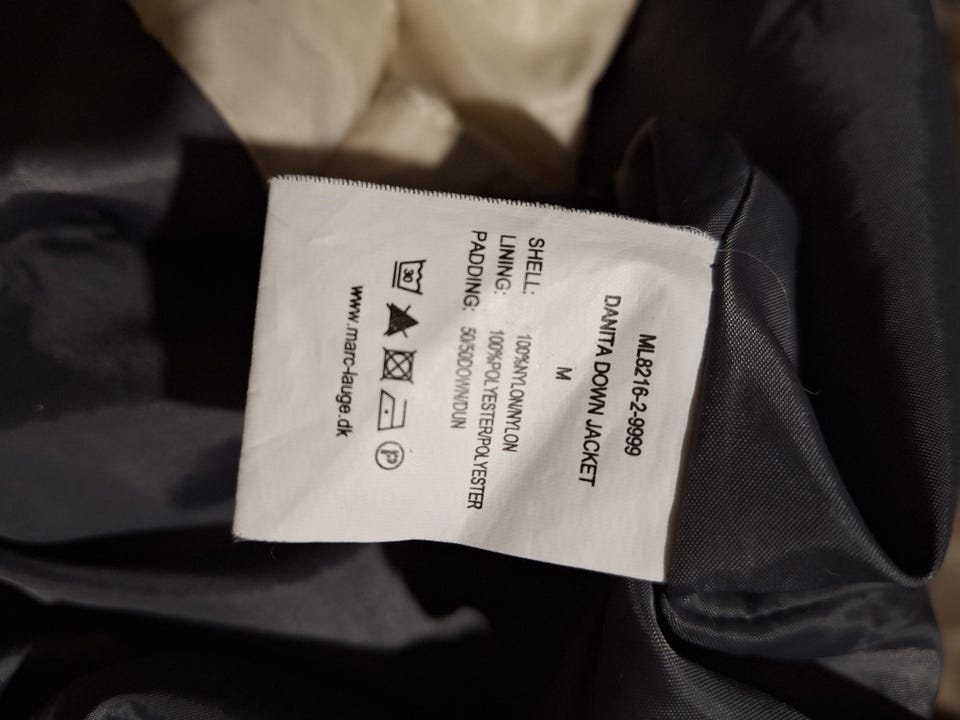 ML8216-2-9999
DANITA DOWN JACKET
M
SHELL: 100%NYLON/NYLON
LINING: 100%POLYESTER/POLYESTER
PADDING: 50/50DOWN/DUN
30 P
www.marc-lauge.dk